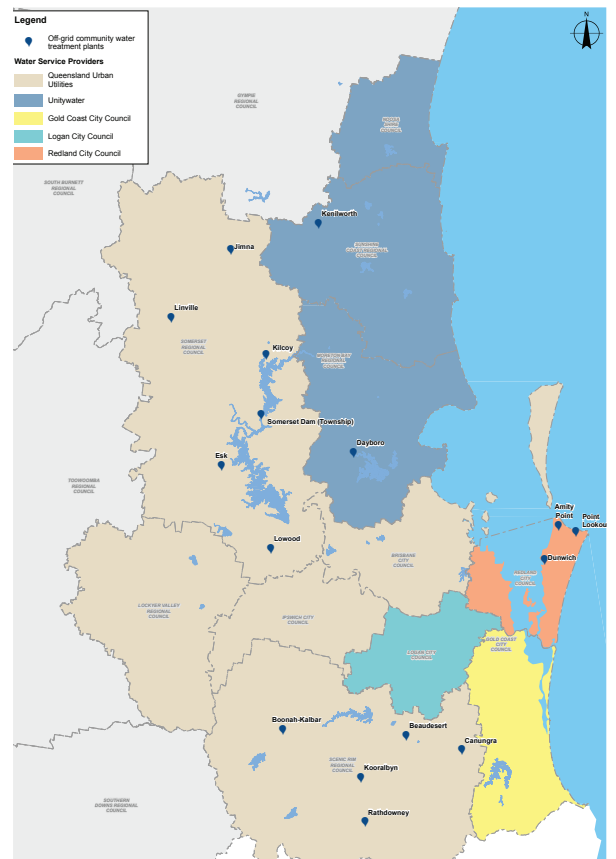 Legend
Off-grid community water
treatment plants
Water Service Providers
Queensland Urban
Utilities
Unitywater
Gold Coast City Council
Logan City Council
Redland City Council
N
GYMPIE
REGIONAL
COUNCIL
NOOSA
SHIRE
COUNCIL
SOUTH BURNETT
REGIONAL
COUNCIL
Kenilworth
SUNSHINE
COAST REGIONAL
COUNCIL
Jimna
Linville
SOMERSET
REGIONAL
COUNCIL
Kilcoy
MORETON BAY
REGIONAL
COUNCIL
Somerset Dam (Township)
Dayboro
Esk
TOOWOOMBA
REGIONAL
COUNCIL
Amity
Point
Point
Lookou
Lowood
BRISBANE
CITY
COUNCIL
Dunwich
REDLAND
CITY
COUNCIL
LOCKYER VALLEY
REGIONAL
COUNCIL
IPSWICH CITY
COUNCIL
GOLD COAST
CITY
COUNCIL
LOGAN CITY
COUNCIL
Boonah-Kalbar
Beaudesert
Canungra
SCENIC RIM
REGIONAL
COUNCIL
Kooralbyn
SOUTHERN
DOWNS REGIONAL
COUNCIL
Rathdowney